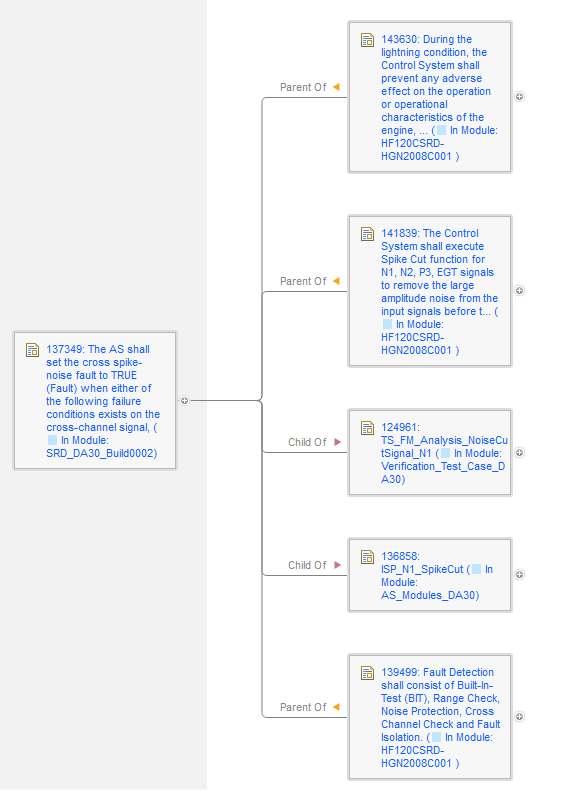 143630: During the
lightning condition, the
Control System shall
prevent any adverse
effect on the operation
or operational
characteristics of the
engine, ... ( In Module:
HF120CSRD-
HGN2008C001 )
Parent Of
141839: The Control
System shall execute
Spike Cut function for
N1, N2, P3, EGT signals
to remove the large
amplitude noise from the
input signals before t... (
In Module:
HF120CSRD-
HGN2008C001 )
Parent Of
137349: The AS shall
set the cross spike-
noise fault to TRUE
(Fault) when either of
the following failure
conditions exists on the
cross-channel signal, (
In Module:
SRD_DA30_Build0002)
124961:
TS_FM_Analysis_NoiseCu
tSignal_N1 ( In Module:
Verification_Test_Case_D
A30)
Child Of
136858:
ISP_N1_SpikeCut ( In
Module:
AS_Modules_DA30)
Child Of
139499: Fault Detection
shall consist of Built-In-
Test (BIT), Range Check,
Noise Protection, Cross
Channel Check and Fault
Isolation. ( In Module:
HF120CSRD-
HGN2008C001 )
Parent Of